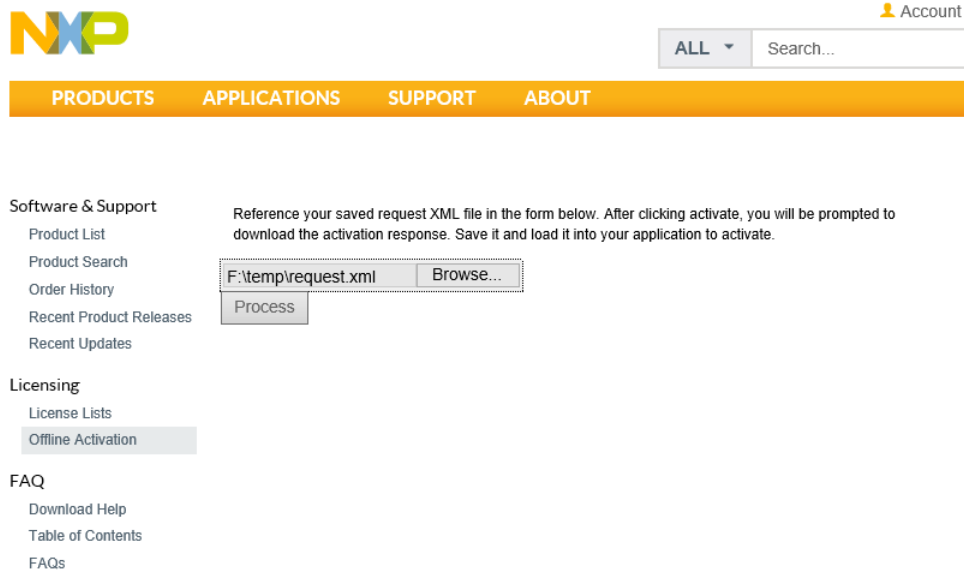 NXP
Account
ALL Search...
PRODUCTS APPLICATIONS SUPPORT ABOUT
Software & Support
Product List
Product Search
Order History
Recent Product Releases
Recent Updates
Licensing
License Lists
Offline Activation
FAQ
Download Help
Table of Contents
FAQs
Reference your saved request XML file in the form below. After clicking activate, you will be prompted to
download the activation response. Save it and load it into your application to activate.
F:\temp\request.xml Browse...
Process